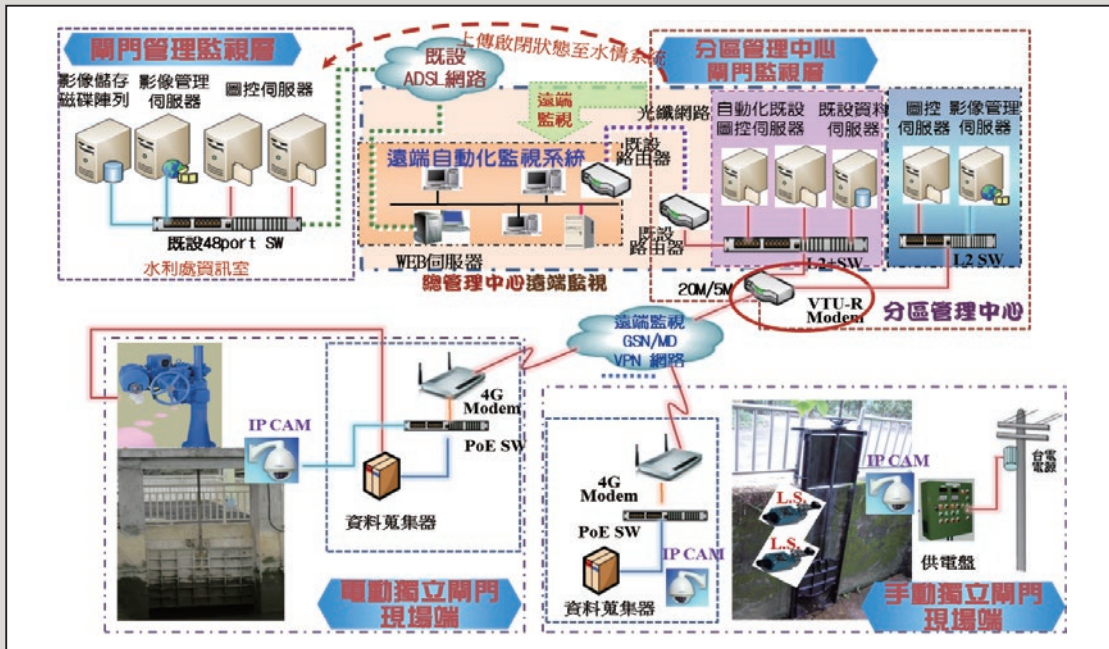 閘門管理監視層
影像儲存
磁碟陣列
影像管理
伺服器
圖控伺服器
既設48port SW
水利處資訊室
既設
ADSL網路
上傳啟閉狀態至水情系統
遠端
監視
遠端自動化監視系統
WEB伺服器
總管理中心遠端監視
光纖網路
既設
路由器
既設
路由器
分區管理中心
閘門監視層
自動化既設
圖控伺服器
既設資料
伺服器
圖控
伺服器
影像管理
伺服器
L2+SW
L2 SW
20M/5M
VTU-R
Modem
分區管理中心
遠端監視
GSN/MD
VPN 網路
IP CAM
4G
Modem
PoE SW
資料蒐集器
電動獨立閘門
現場端
4G
Modem
PoE SW
IP CAM
資料蒐集器
L.S.
L.S.
IP CAM
供電盤
台電
電源
手動獨立閘門
現場端